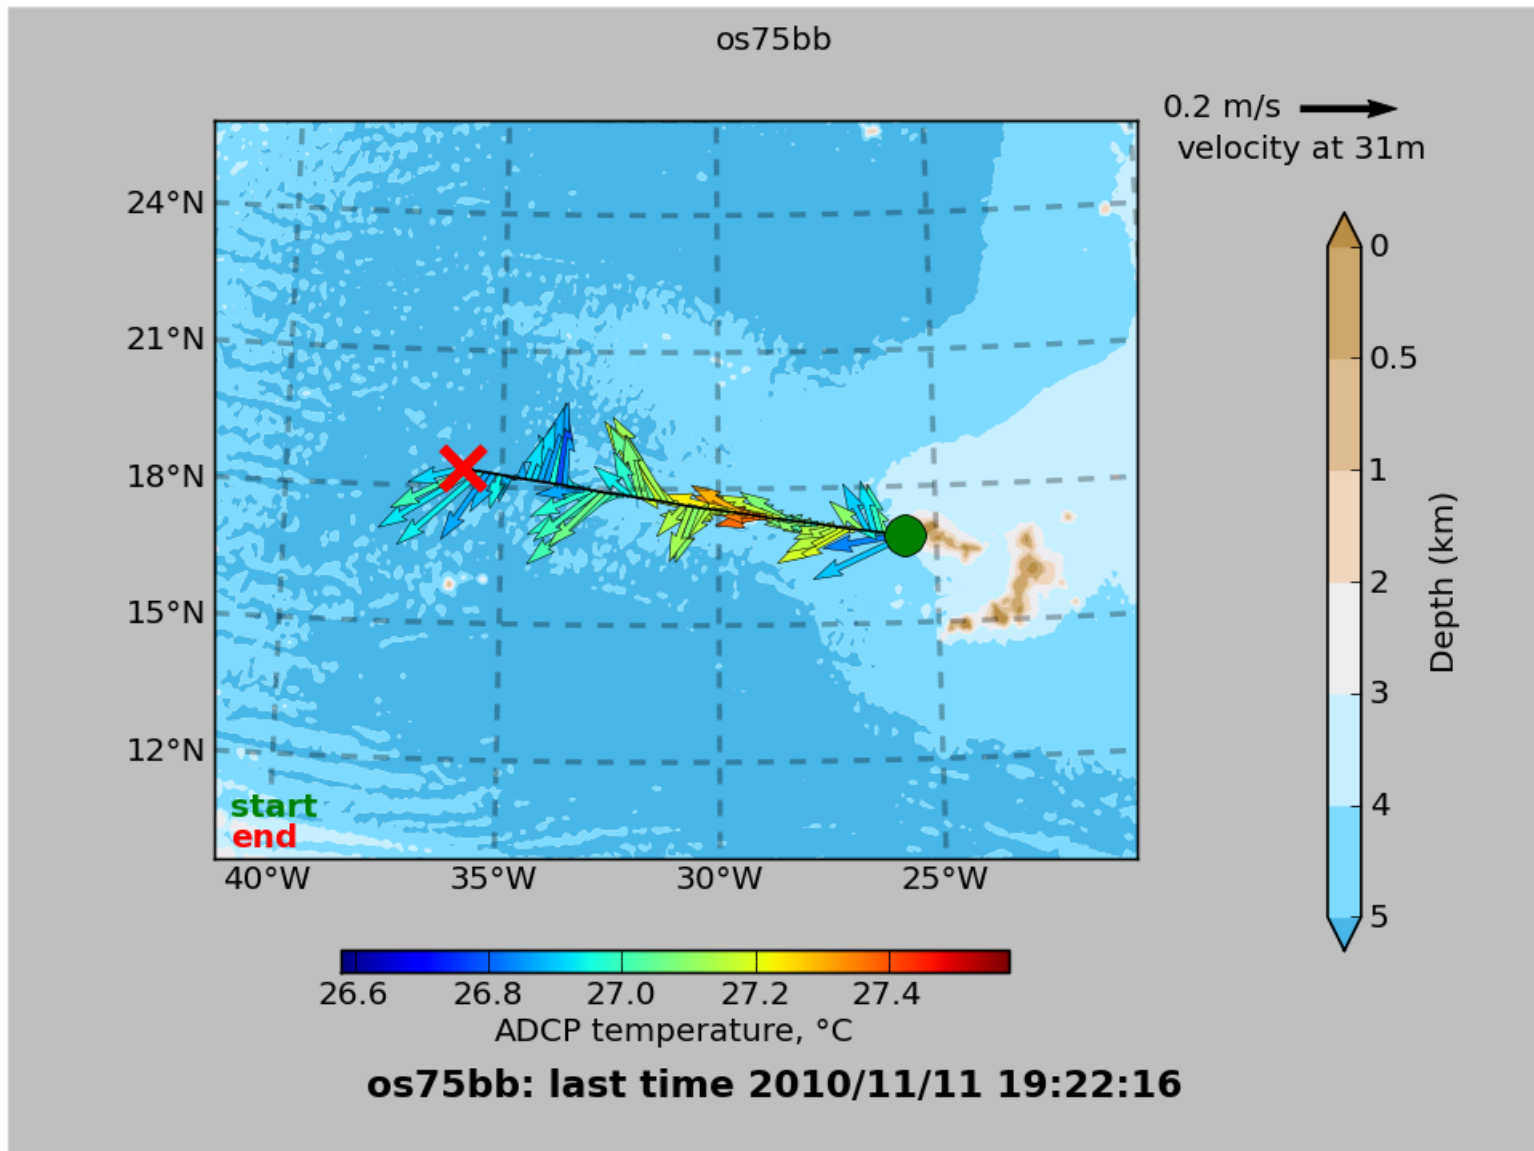 os75bb
0.2 m/s
velocity at 31m
24°N
21°N
18°N
15°N
12°N
start
end
40°W 35°W 30°W 25°W
0
0.5
1
2
3
4
5
Depth (km)
26.6 26.8 27.0 27.2 27.4
ADCP temperature, °C
os75bb: last time 2010/11/11 19:22:16